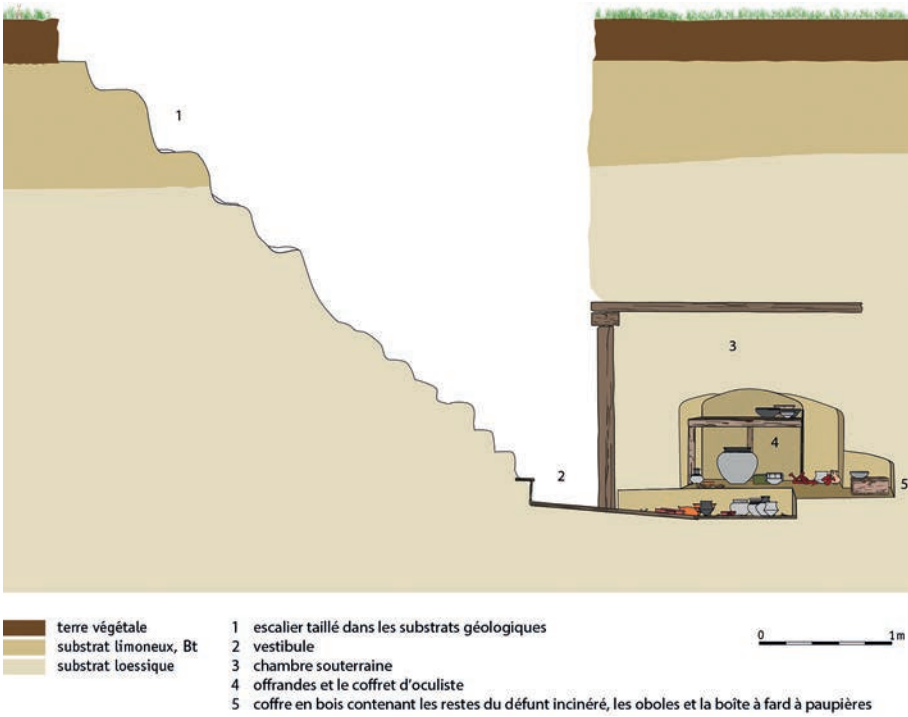 1
2
3
4
5
terre végétale
substrat limoneux, Bt
substrat loessique
1 escalier taillé dans les substrats géologiques
2 vestibule
3 chambre souterraine
4 offrandes et le coffret d'oculiste
5 coffre en bois contenant les restes du défunt incinéré, les oboles et la boîte à fard à paupières
0 1m